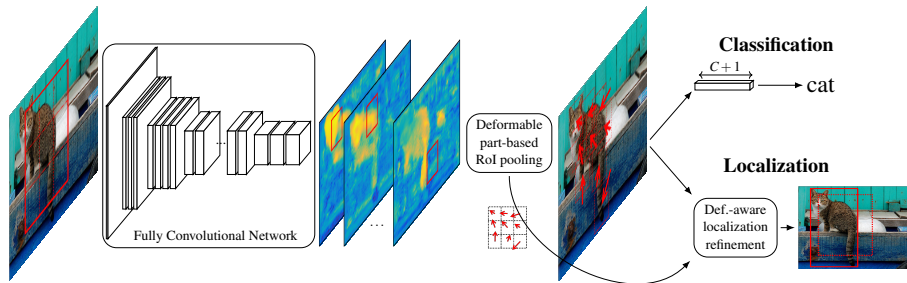 Fully Convolutional Network
...
...
Deformable
part-based
RoI pooling
Classification
C + 1
cat
Localization
Def.-aware
localization
refinement